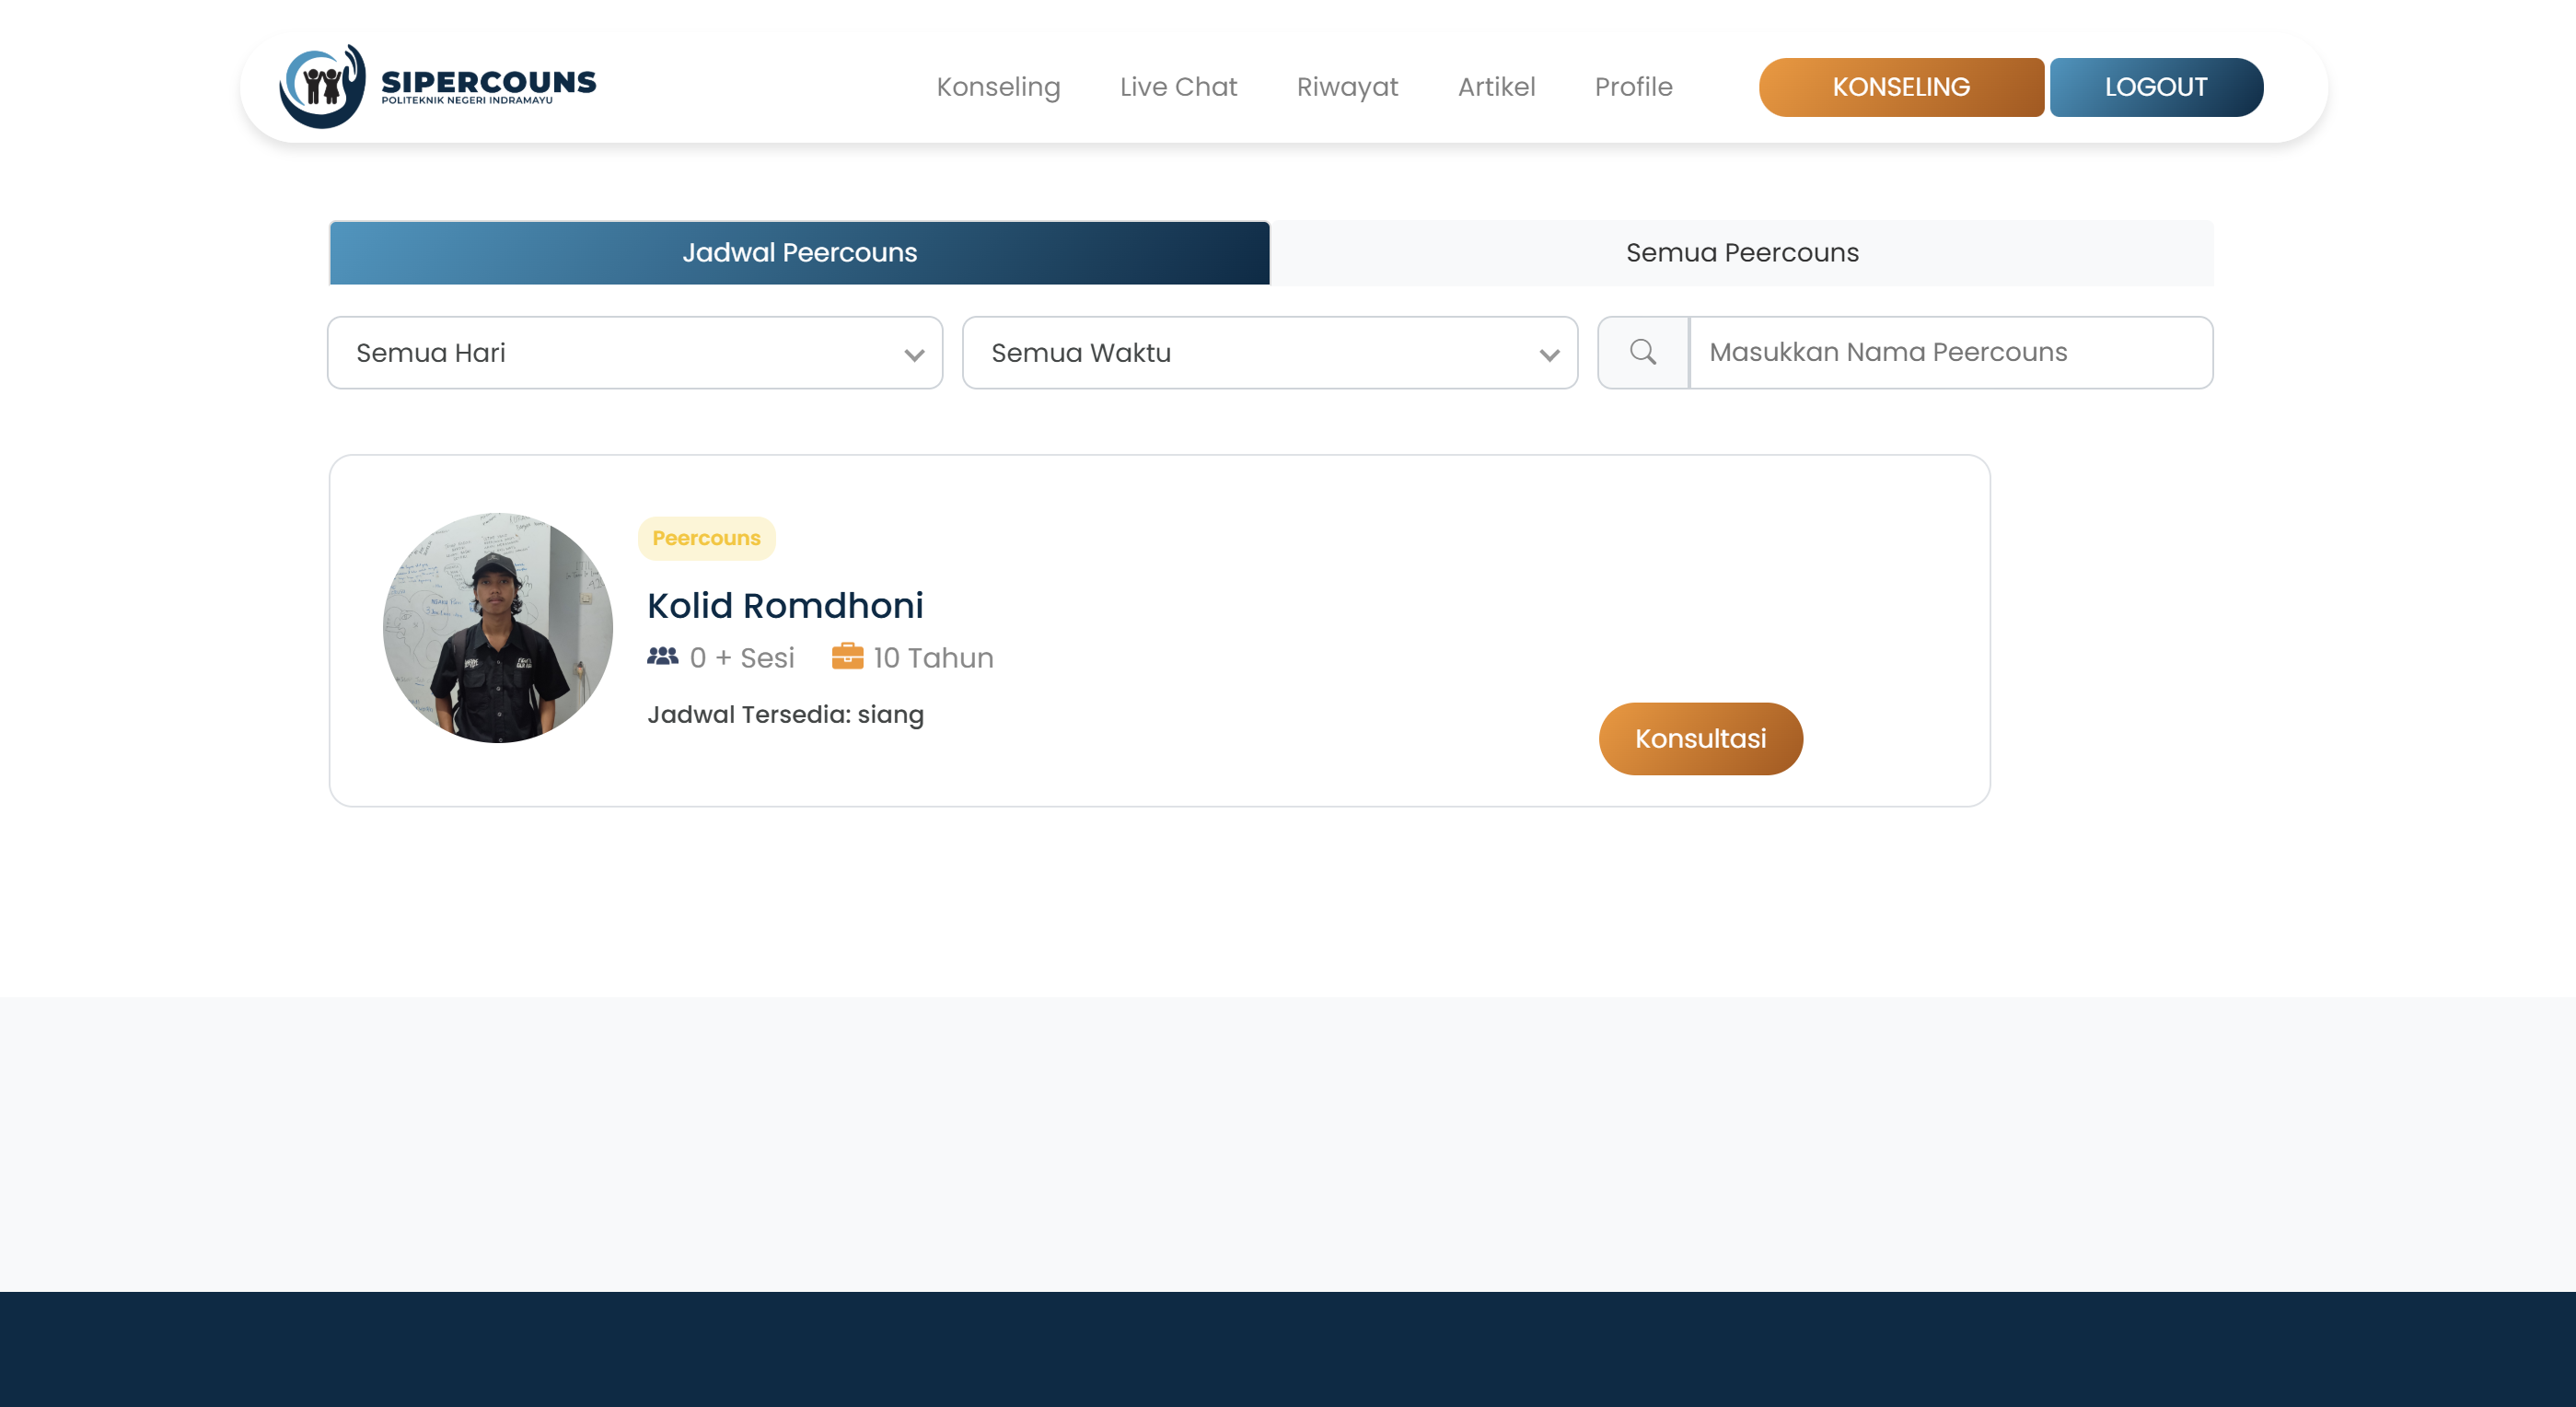 SIPERCOUNS
POLITEKNIK NEGERI INDRAMAYU
Konseling
Live Chat
Riwayat
Artikel
Profile
KONSELING
LOGOUT
Jadwal Peercouns
Semua Peercouns
Semua Hari
Semua Waktu
Masukkan Nama Peercouns
Peercouns
Kolid Romdhoni
0 + Sesi
10 Tahun
Jadwal Tersedia: siang
Konsultasi